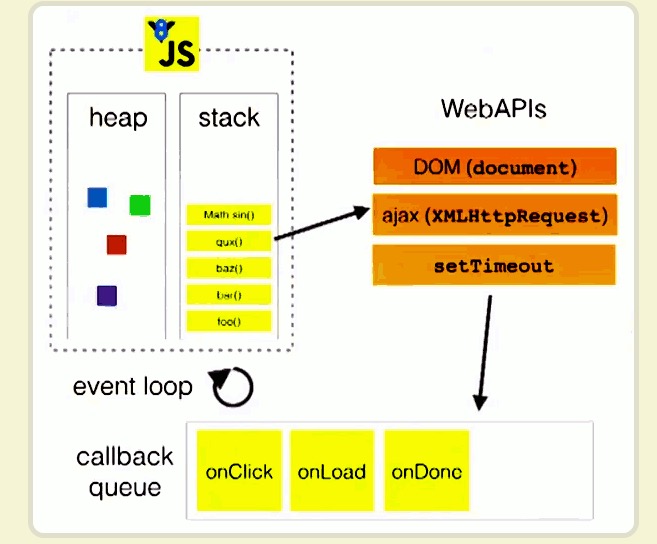 8
JS
heap
stack
WebAPIs
Math sin()
qux()
baz()
bar()
foo()
DOM (document)
ajax (XMLHttpRequest)
setTimeout
event loop
callback
queue
onClick
onLoad
onDone